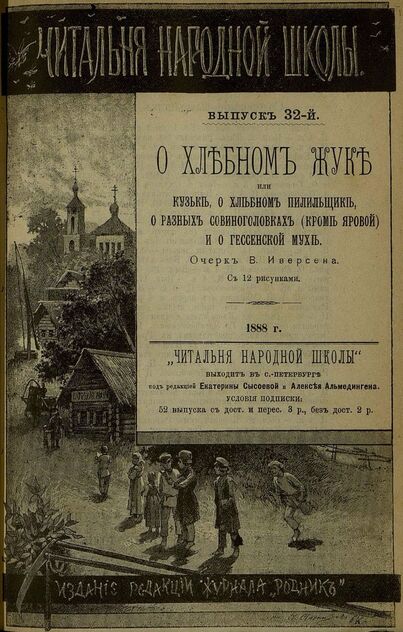 ЧИТАЛЬНЯ НАРОДНОЙ ШКОЛЫ.
ВЫПУСКЪ 32-Й.
О ХЛѢБНОМЪ ЖУКѢ
ИЛИ
КУЗЬКѢ, О ХЛѢБНОМЪ ПИЛИЛЬЩИКѢ,
О РАЗНЫХЪ СОВИНОГОЛОВКАХЪ (КРОМѢ ЯРОВОЙ)
И О ГЕССЕНСКОЙ МУХѢ.
Очеркъ В. Иверсена.
Съ 12 рисунками.
1888 г.
„ЧИТАЛЬНЯ НАРОДНОЙ ШКОЛЫ“
ВЫХОДИТЪ ВЪ С.-ПЕТЕРБУРГѢ
подъ редакціей Екатерины Сысоевой и Алексѣя Альмедингена.
УСЛОВІЯ ПОДПИСКИ:
52 выпуска съ дост. и перес. 3 р., безъ дост. 2 р.
ИЗДАНІЕ РЕДАКЦІИ ЖУРНАЛА „РОДНИКЪ“